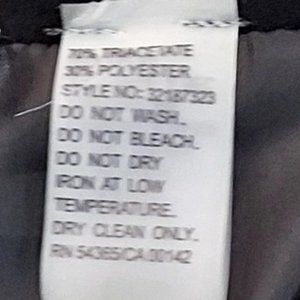 70% TRIACETATE
30% POLYESTER
STYLE NO: 32187323
DO NOT WASH.
DO NOT BLEACH.
DO NOT DRY
IRON AT LOW
TEMPERATURE.
DRY CLEAN ONLY.
RN 54365/CA 00142